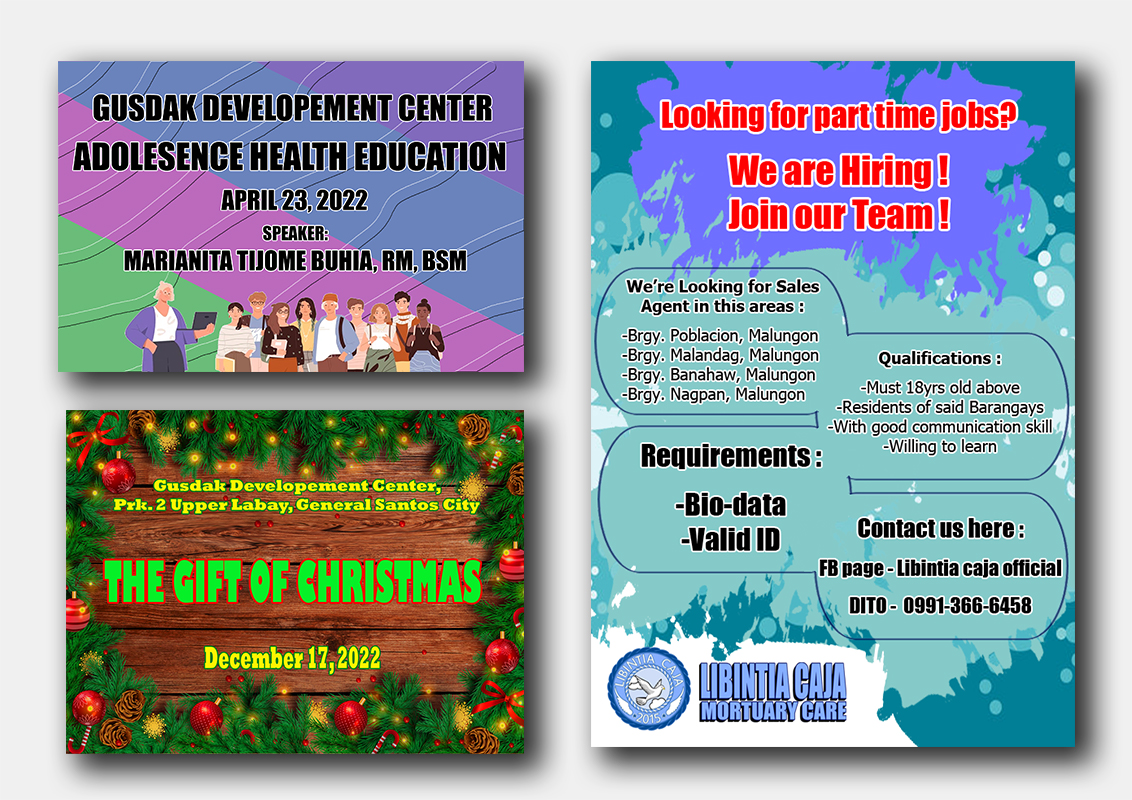 GUSDAK DEVELOPEMENT CENTER
ADOLESENCE HEALTH EDUCATION
APRIL 23, 2022
SPEAKER:
MARIANITA TIJOME BUHIA, RM, BSM
Gusdak Developement Center,
Prk. 2 Upper Labay, General Santos City
THE GIFT OF CHRISTMAS
December 17, 2022
Looking for part time jobs?
We are Hiring !
Join our Team !
We're Looking for Sales
Agent in this areas :
-Brgy. Poblacion, Malungon
-Brgy. Malandag, Malungon
-Brgy. Banahaw, Malungon
-Brgy. Nagpan, Malungon
Qualifications :
-Must 18yrs old above
-Residents of said Barangays
-With good communication skill
-Willing to learn
Requirements :
-Bio-data
-Valid ID
Contact us here :
FB page - Libintia caja official
DITO - 0991-366-6458
LIBINTIA CAJA
• 2015 •
LIBINTIA CAJA
MORTUARY CARE